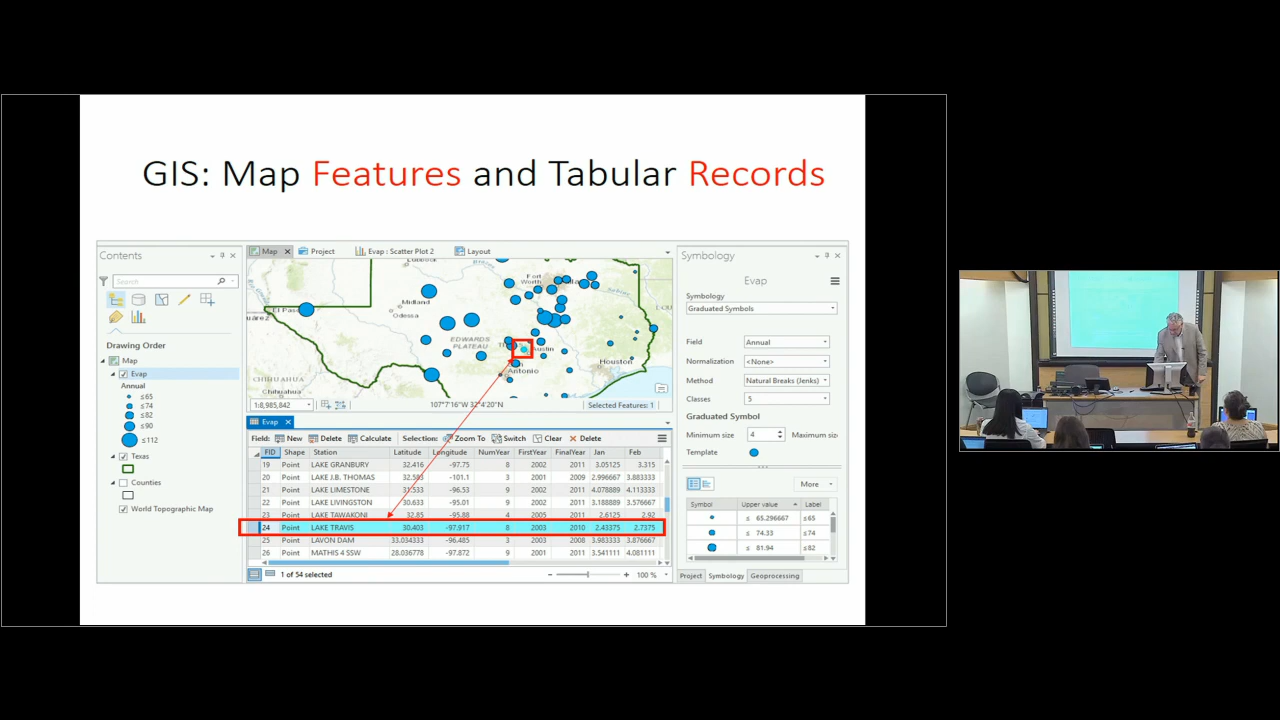 GIS: Map Features and Tabular Records
Contents
Search
Drawing Order
Map
Evap
Annual
≤65
≤74
≤82
≤90
≤112
Texas
Counties
World Topographic Map
Map Project Evap : Scatter Plot 2 Layout
Lubbock
Fort
Worth
El Paso
Midland
Odessa
EDWARDS
PLATEAU
Austin
Houston
Antonio
CHIHUAHUA
Chihuahua
1:8,985,842
107°7'16"W 32°4'20"N
Selected Features: 1
Evap
Field: New Delete Calculate Selection: Zoom To Switch Clear Delete
FID Shape Station Latitude Longitude NumYear FirstYear FinalYear Jan Feb
19 Point LAKE GRANBURY 32.416 -97.75 8 2002 2011 3.05125 3.315
20 Point LAKE J.B. THOMAS -101.1 3 2001 2009 2.996667 3.883333
21 Point LAKE LIMESTONE -96.53 9 2002 2011 4.078889 4.113333
22 Point LAKE LIVINGSTON 30.633 -95.01 9 2002 2011 3.188889 3.576667
23 Point LAKE TAWAKONI 32.85 -95.88 4 2005 2011 2.6125 2.92
24 Point LAKE TRAVIS 30.403 -97.917 8 2003 2010 2.43375 2.7375
25 Point LAVON DAM 33.034333 -96.485 3 2003 2008 3.983333 3.876667
26 Point MATHIS 4 SSW 28.036778 -97.872 9 2001 2011 3.541111 4.081111
1 of 54 selected
100 %
Symbology
Evap
Symbology
Graduated Symbols
Field Annual
Normalization <None>
Method Natural Breaks (Jenks)
Classes 5
Graduated Symbol
Minimum size 4 Maximum siz
Template
More
Symbol Upper value Label
≤ 65.296667 ≤65
≤ 74.33 ≤74
≤ 81.94 ≤82
Project Symbology Geoprocessing